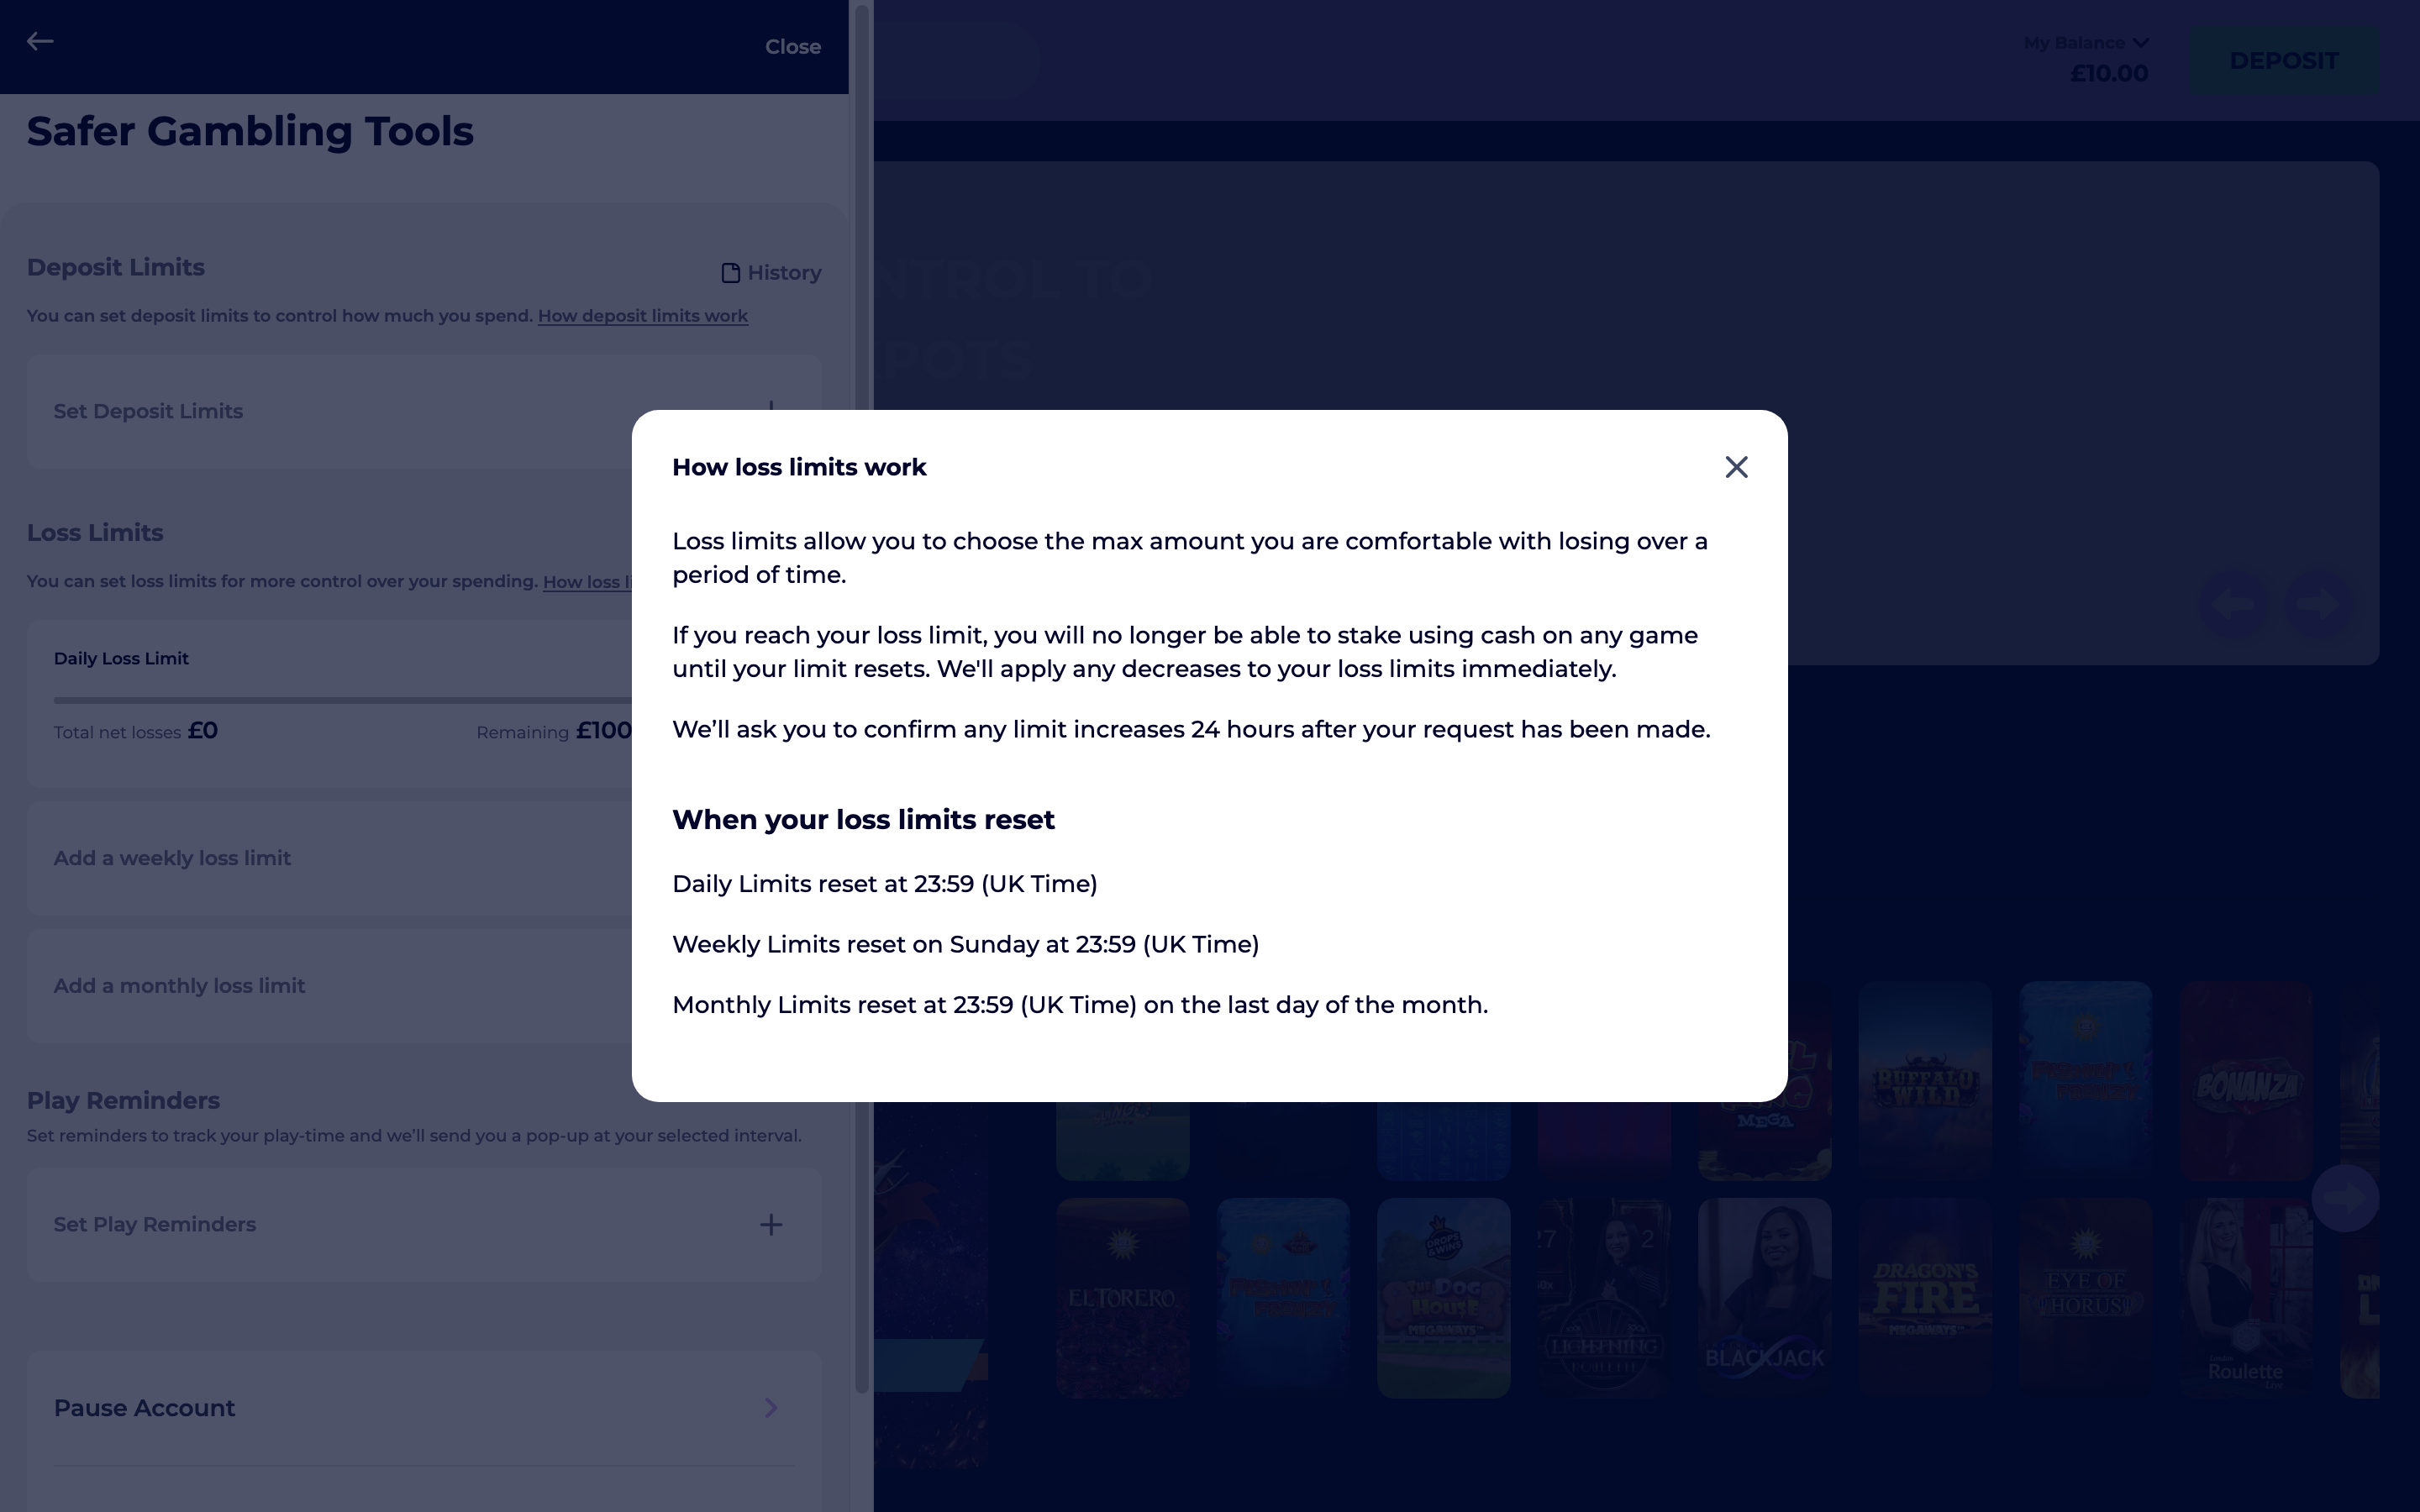 Close
My Balance
£10.00
DEPOSIT
Safer Gambling Tools
Deposit Limits
History
You can set deposit limits to control how much you spend. How deposit limits work
NTROL TO
POTS
Set Deposit Limits
Loss Limits
You can set loss limits for more control over your spending. How loss
Daily Loss Limit
Total net losses £0
Remaining £100
Add a weekly loss limit
Add a monthly loss limit
Play Reminders
Set reminders to track your play-time and we’ll send you a pop-up at your selected interval.
Set Play Reminders
Pause Account
How loss limits work
Loss limits allow you to choose the max amount you are comfortable with losing over a
period of time.
If you reach your loss limit, you will no longer be able to stake using cash on any game
until your limit resets. We'll apply any decreases to your loss limits immediately.
We’ll ask you to confirm any limit increases 24 hours after your request has been made.
When your loss limits reset
Daily Limits reset at 23:59 (UK Time)
Weekly Limits reset on Sunday at 23:59 (UK Time)
Monthly Limits reset at 23:59 (UK Time) on the last day of the month.
MEGA
BUFFALO
WILD
BONANZA
EL TORERO
DROPS
& WINS
THE DOG
HOUSE
MEGAWAYS
27
2
LIGHTNING
ROULETTE
BLACKJACK
DRAGON'S
FIRE
MEGAWAYS
EYE OF
HORUS
Roulette